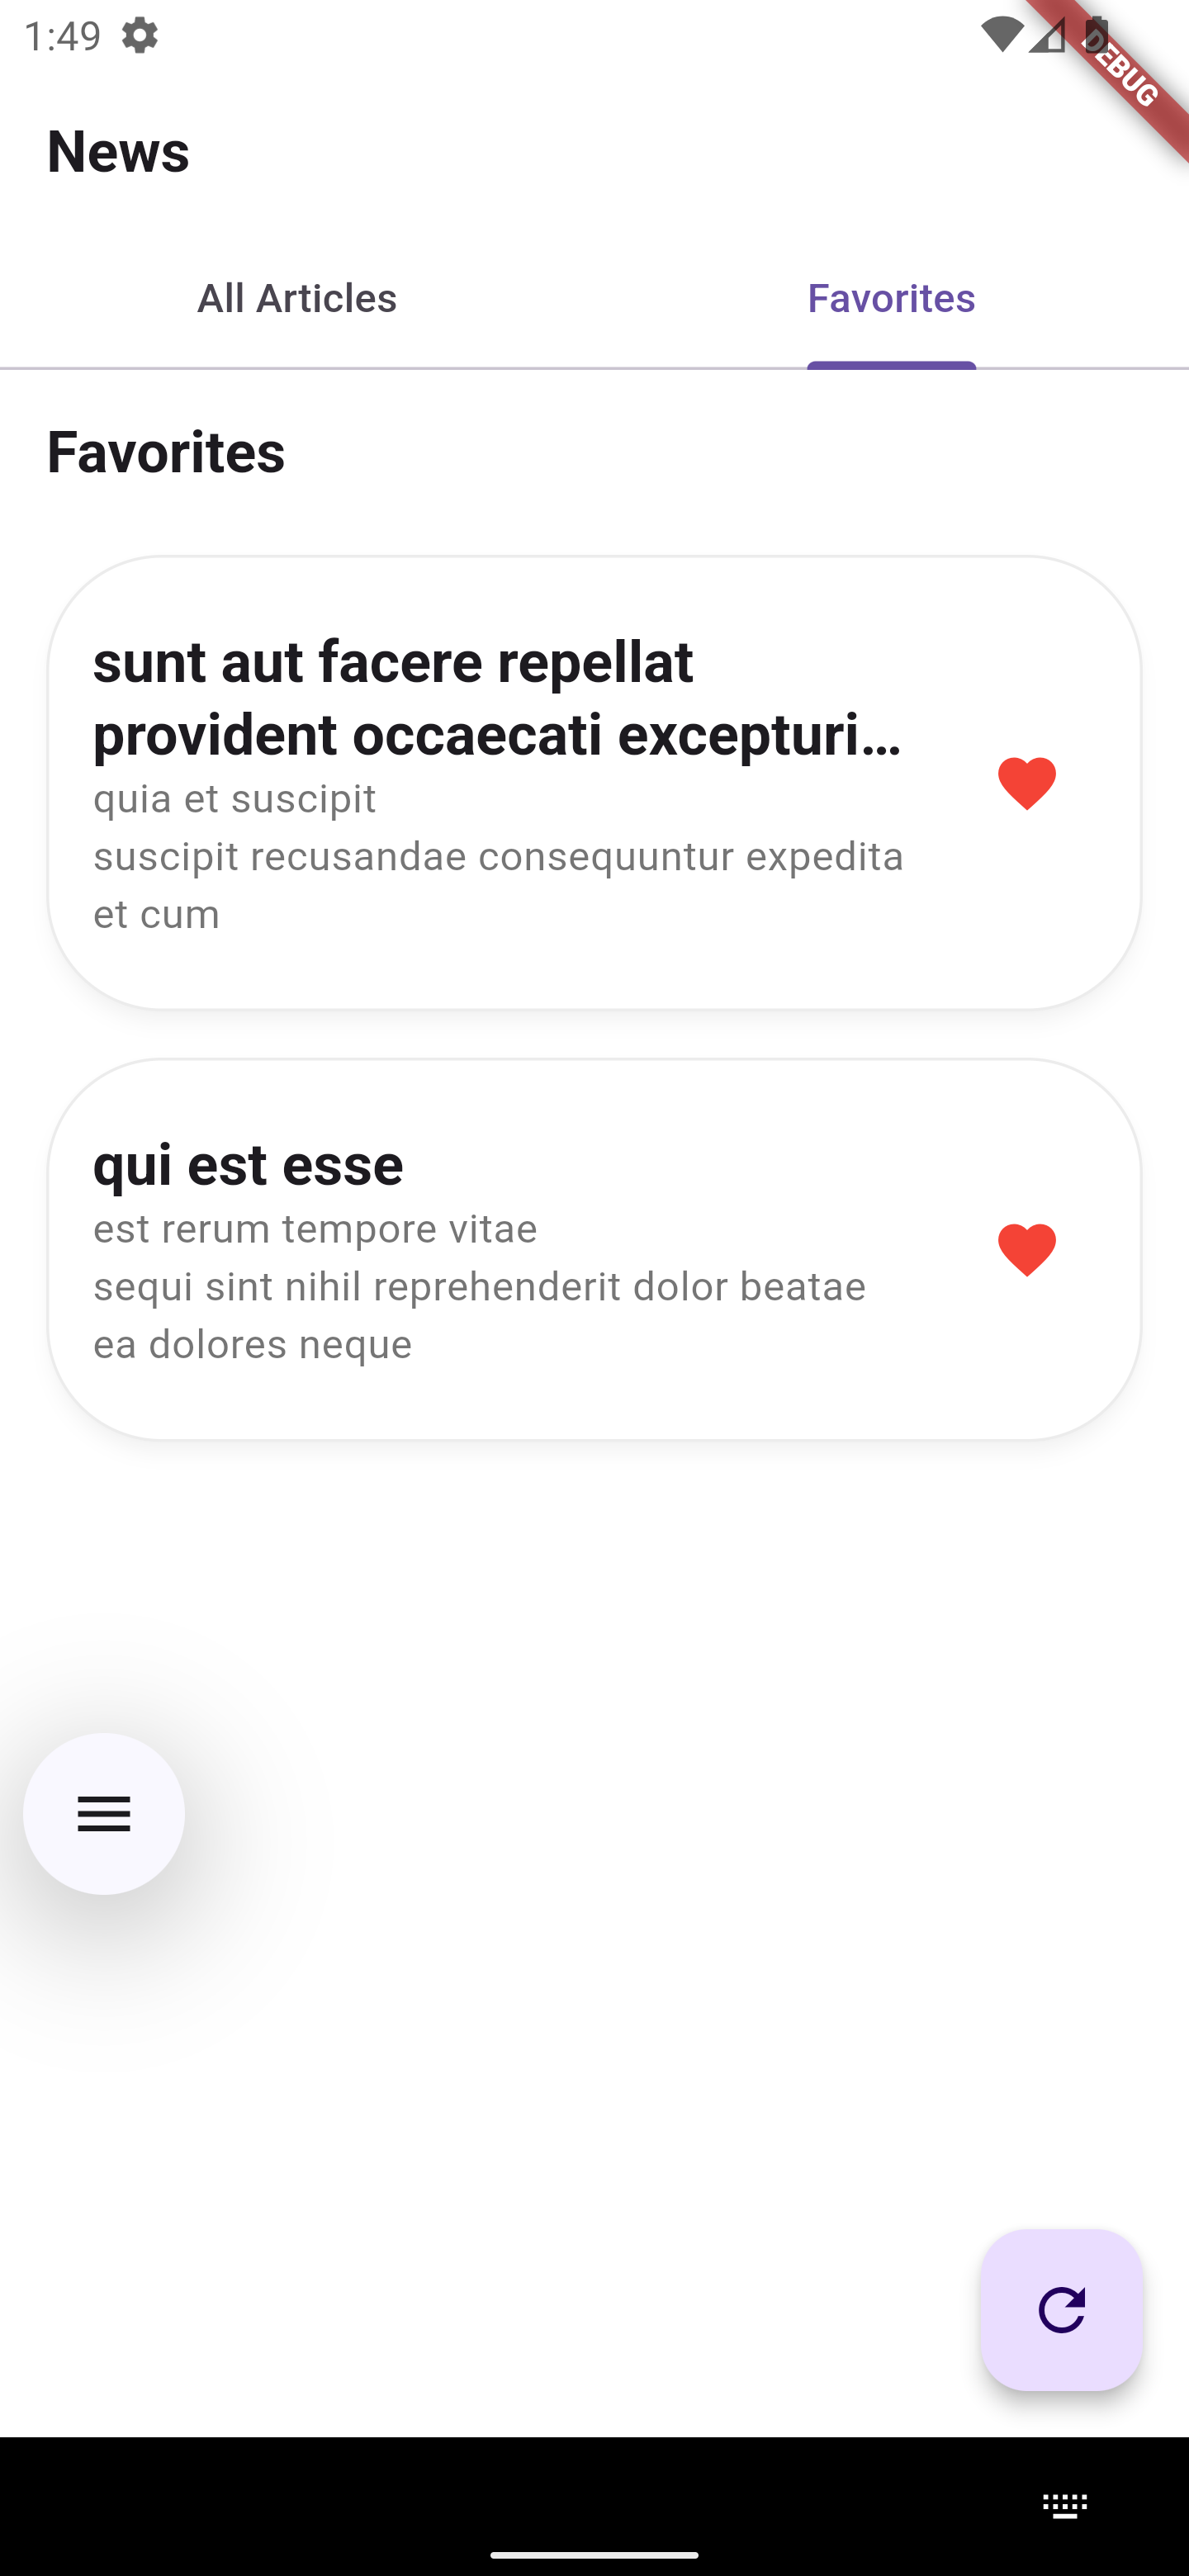 1:49
DEBUG
News
All Articles
Favorites
Favorites
sunt aut facere repellat
provident occaecati excepturi...
quia et suscipit
suscipit recusandae consequuntur expedita
et cum
qui est esse
est rerum tempore vitae
sequi sint nihil reprehenderit dolor beatae
ea dolores neque